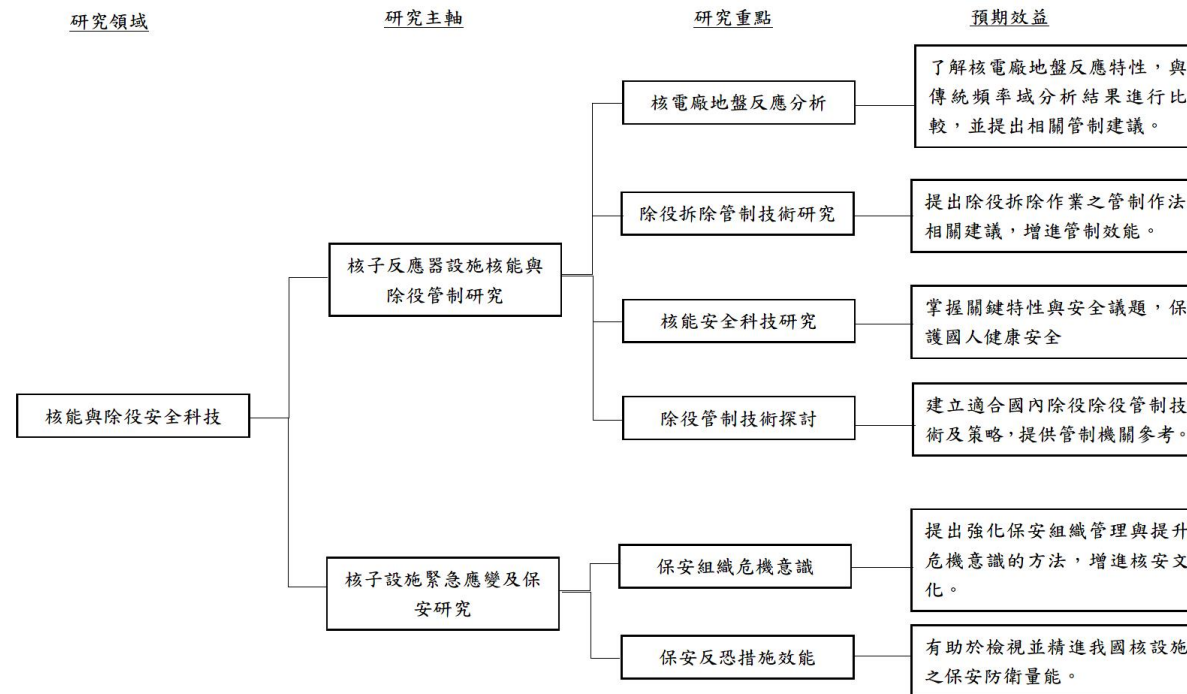 研究領域
研究主軸
研究重點
預期效益
核能與除役安全科技
核子反應器設施核能與
除役管制研究
核電廠地盤反應分析
了解核電廠地盤反應特性，與
傳統頻率域分析結果進行比
較，並提出相關管制建議。
除役拆除管制技術研究
提出除役拆除作業之管制作法
相關建議，增進管制效能。
核能安全科技研究
掌握關鍵特性與安全議題，保
護國人健康安全
除役管制技術探討
建立適合國內除役除役管制技
術及策略，提供管制機關參考。
核子設施緊急應變及保
安研究
保安組織危機意識
提出強化保安組織管理與提升
危機意識的方法，增進核安文
化。
保安反恐措施效能
有助於檢視並精進我國核設施
之保安防衛量能。